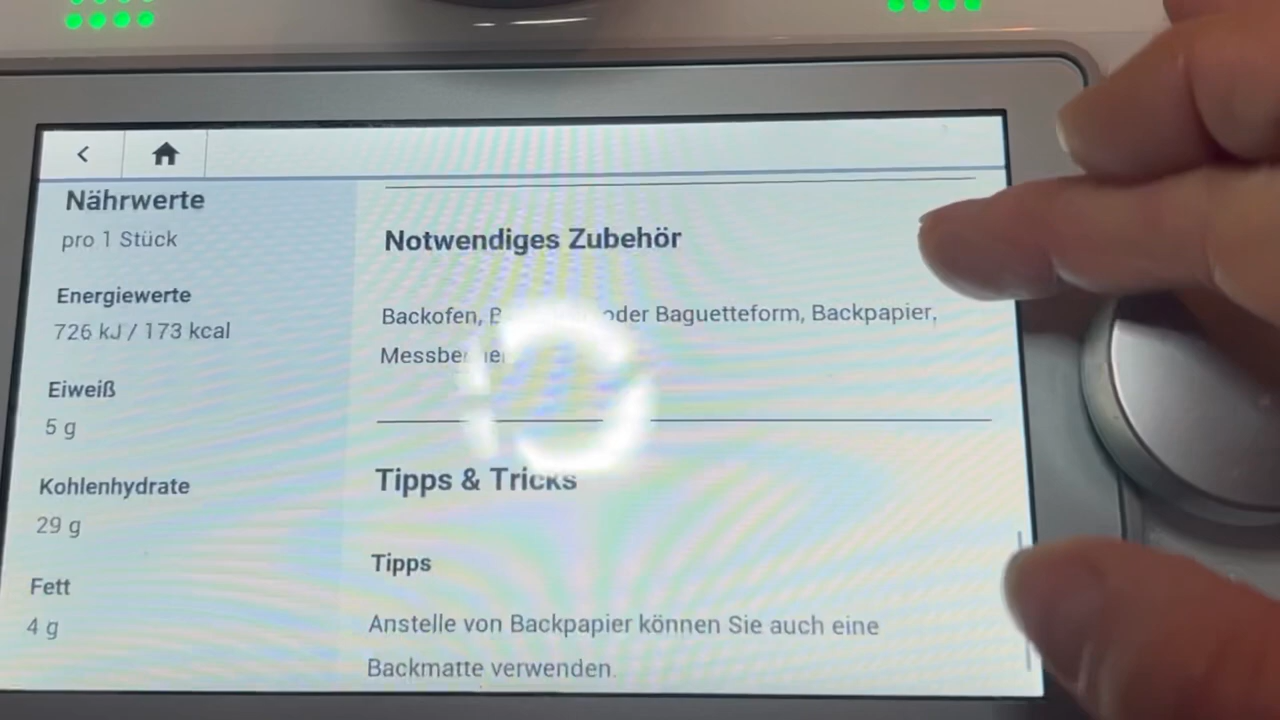 Nährwerte
pro 1 Stück
Energiewerte
726 kJ / 173 kcal
Eiweiß
5 g
Kohlenhydrate
29 g
Fett
4 g
Notwendiges Zubehör
Backofen, oder Baguetteform, Backpapier,
Tipps & Tricks
Tipps
Anstelle von Backpapier können Sie auch eine
Backmatte verwenden.